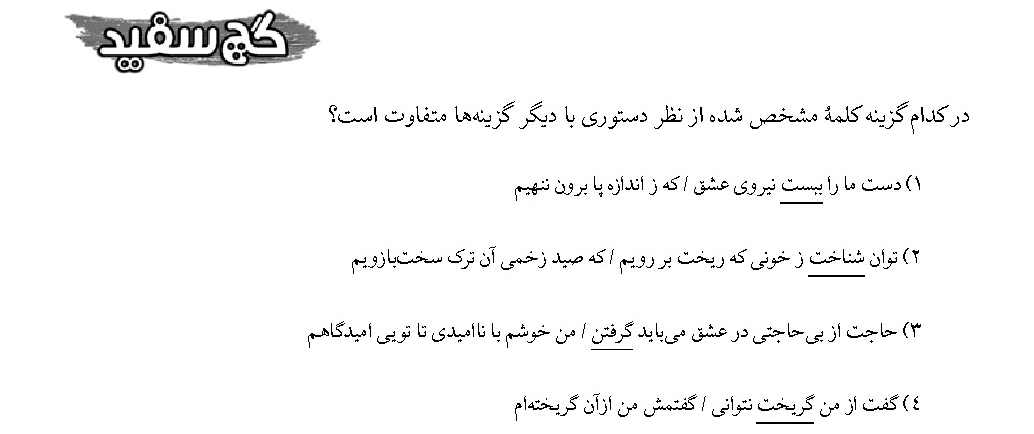 گچ سفید
در کدام گزینه کلمهٔ مشخص شده از نظر دستوری با دیگر گزینه‌ها متفاوت است؟
۱) دست ما را ببست نیروی عشق / که ز اندازه پا برون ننهیم
۲) توان شناخت ز خونی که ریخت بر رویم / که صید زخمی آن ترک سخت‌بازویم
۳) حاجت از بی‌حاجتی در عشق می‌باید گرفتن / من خوشم با ناامیدی تا تویی امیدگاهم
۴) گفت از من گریخت نتوانی / گفتمش من ازآن گریخته‌ام